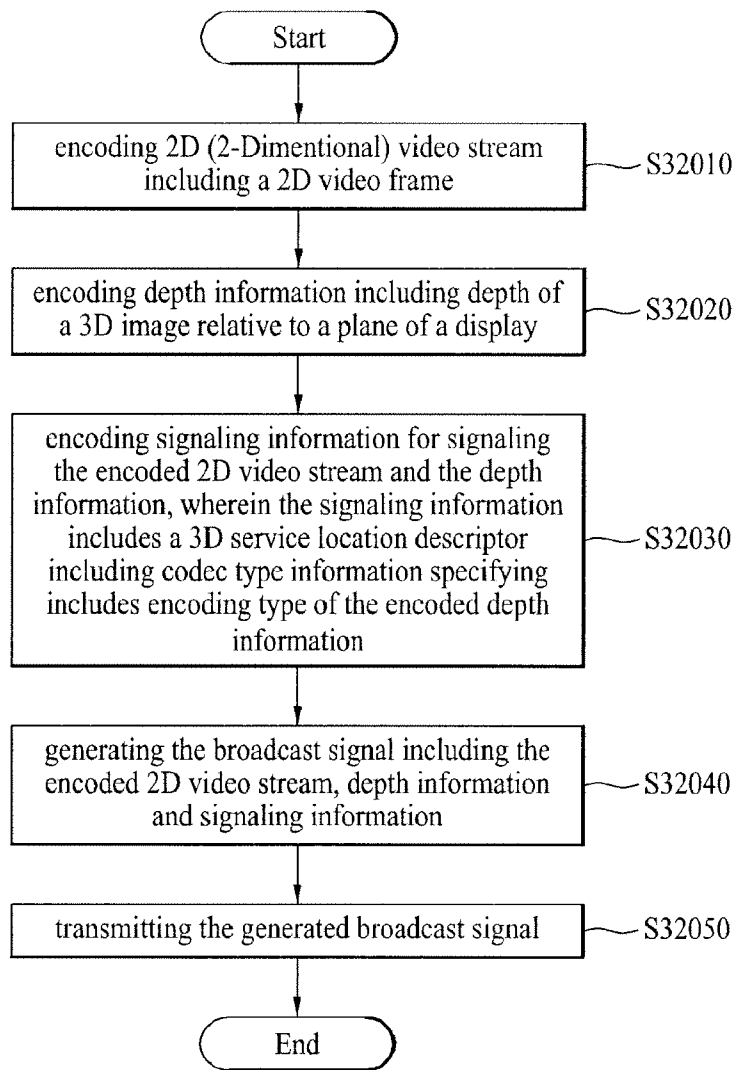 Start
encoding 2D (2-Dimentional) video stream
including a 2D video frame
S32010
encoding depth information including depth of
a 3D image relative to a plane of a display
S32020
encoding signaling information for signaling
the encoded 2D video stream and the depth
information, wherein the signaling information
includes a 3D service location descriptor
including codec type information specifying
includes encoding type of the encoded depth
information
S32030
generating the broadcast signal including the
encoded 2D video stream, depth information
and signaling information
S32040
transmitting the generated broadcast signal
S32050
End